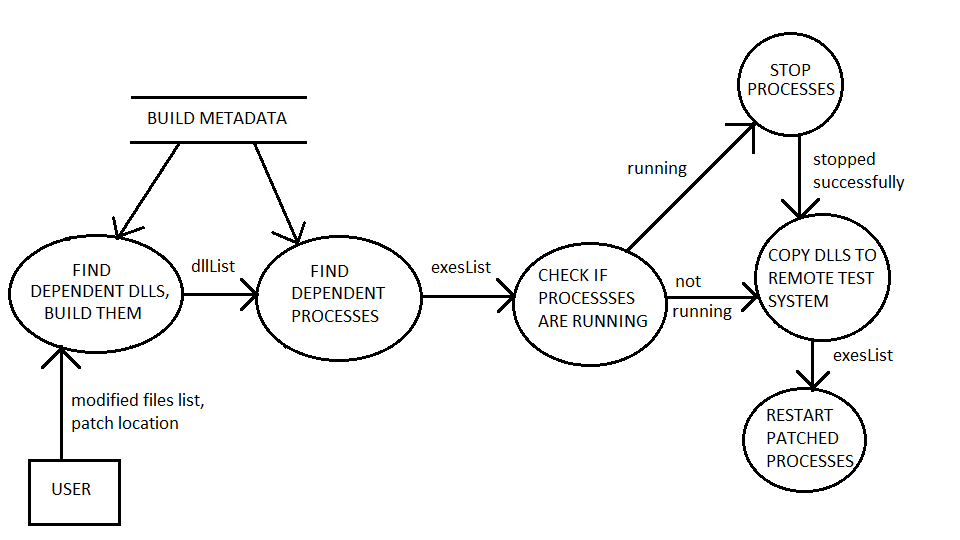 STOP
PROCESSES
BUILD METADATA
running
stopped
successfully
FIND
DEPENDENT DLLS,
BUILD THEM
dllList
FIND
DEPENDENT
PROCESSES
exesList
CHECK IF
PROCESSSES
ARE RUNNING
not
running
COPY DLLS TO
REMOTE TEST
SYSTEM
exesList
modified files list,
patch location
RESTART
PATCHED
PROCESSES
USER